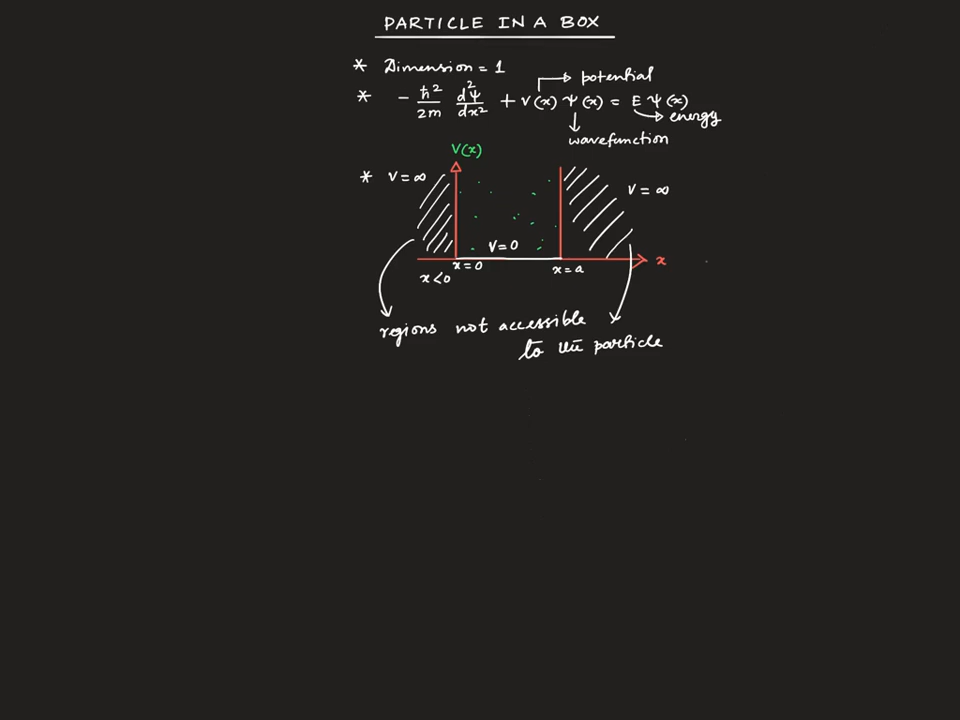 PARTICLE IN A BOX
* Dimension = 1
potential
* - ħ²/2m d²Ψ/dx² + V(x) Ψ(x) = E Ψ(x)
energy
wavefunction
V(x)
* V = ∞
V = ∞
V = 0
x
x = 0
x = a
x < 0
regions not accessible
to the particle